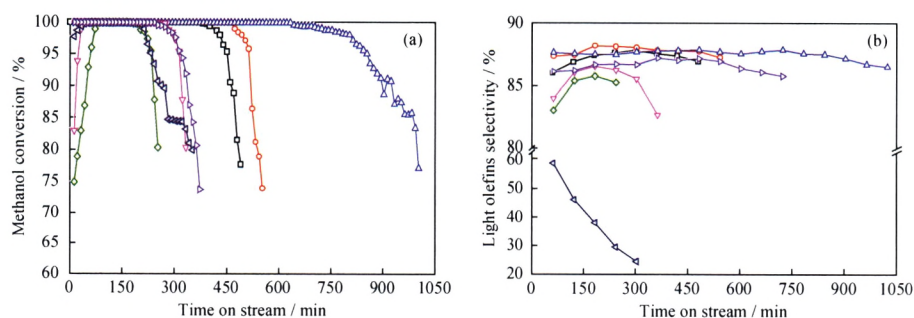 (a)
Methanol conversion / %
100
95
90
85
80
75
70
65
60
0 150 300 450 600 750 900 1050
Time on stream / min
(b)
Light olefins selectivity / %
90
85
80
60
50
40
30
20
0 150 300 450 600 750 900 1050
Time on stream / min